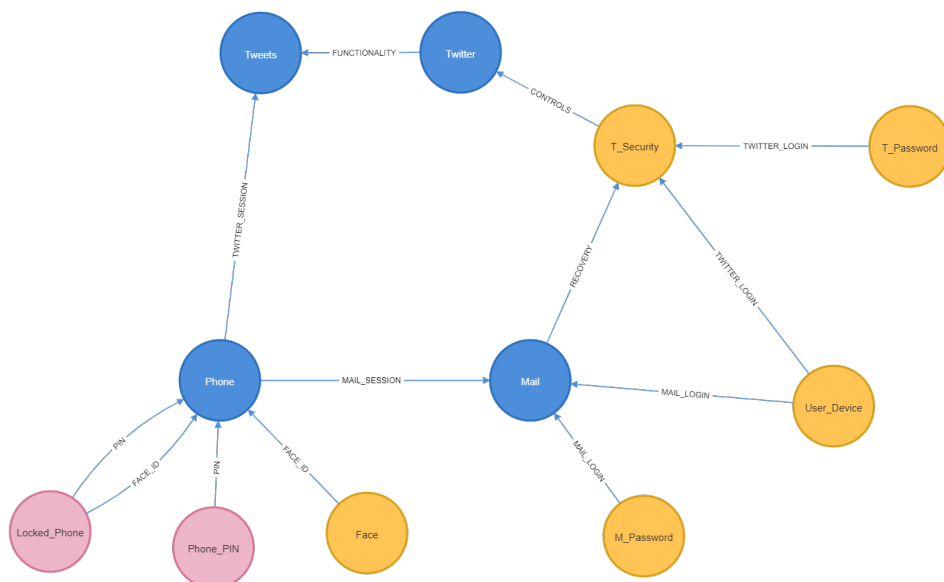 Tweets
FUNCTIONALITY
Twitter
CONTROLS
T_Security
TWITTER_LOGIN
T_Password
TWITTER_SESSION
RECOVERY
TWITTER_LOGIN
Phone
MAIL_SESSION
Mail
MAIL_LOGIN
User_Device
PIN
FACE_ID
PIN
FACE_ID
MAIL_LOGIN
Locked_Phone
Phone_PIN
Face
M_Password